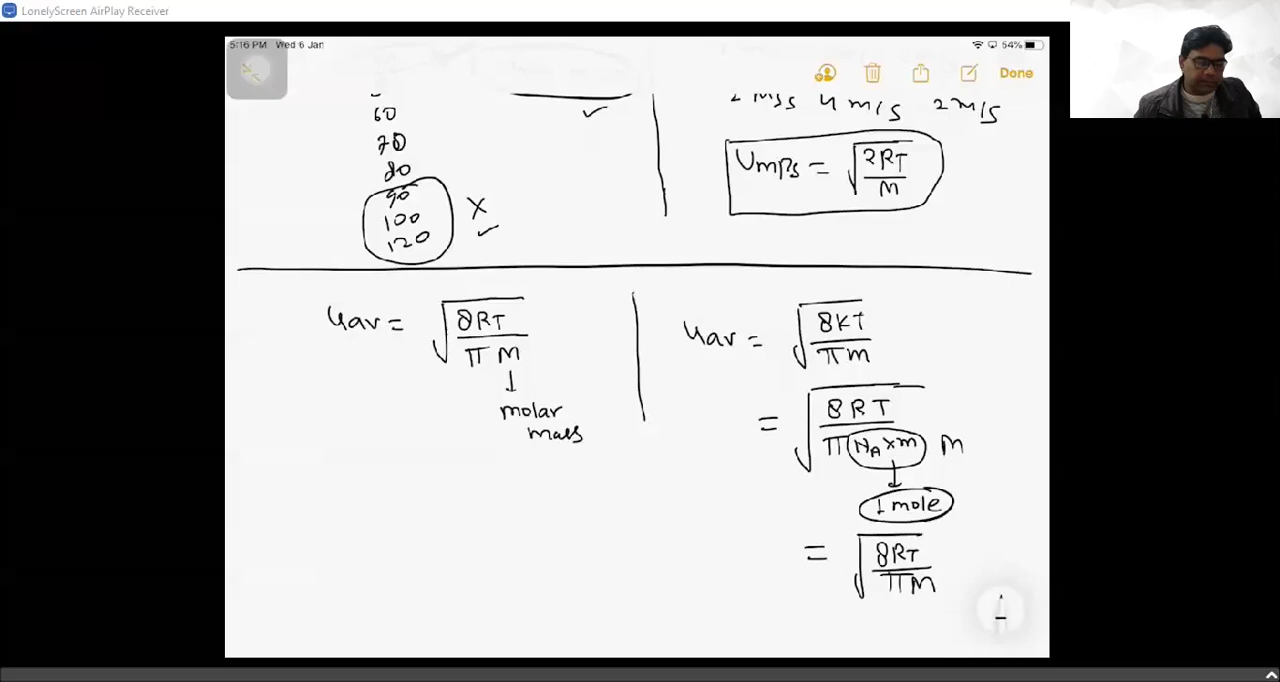 LonelyScreen AirPlay Receiver
5:16 PM Wed 6 Jan
54%
Done
60
70
80
90
100
120
X
2 m/s 4 m/s 2 m/s
Umps = √(2RT/M)
uav = √(8RT/πM)
molar
mass
uav = √(8KT/πm)
= √(8RT/π(NA×m)) M
1 mole
= √(8RT/πM)